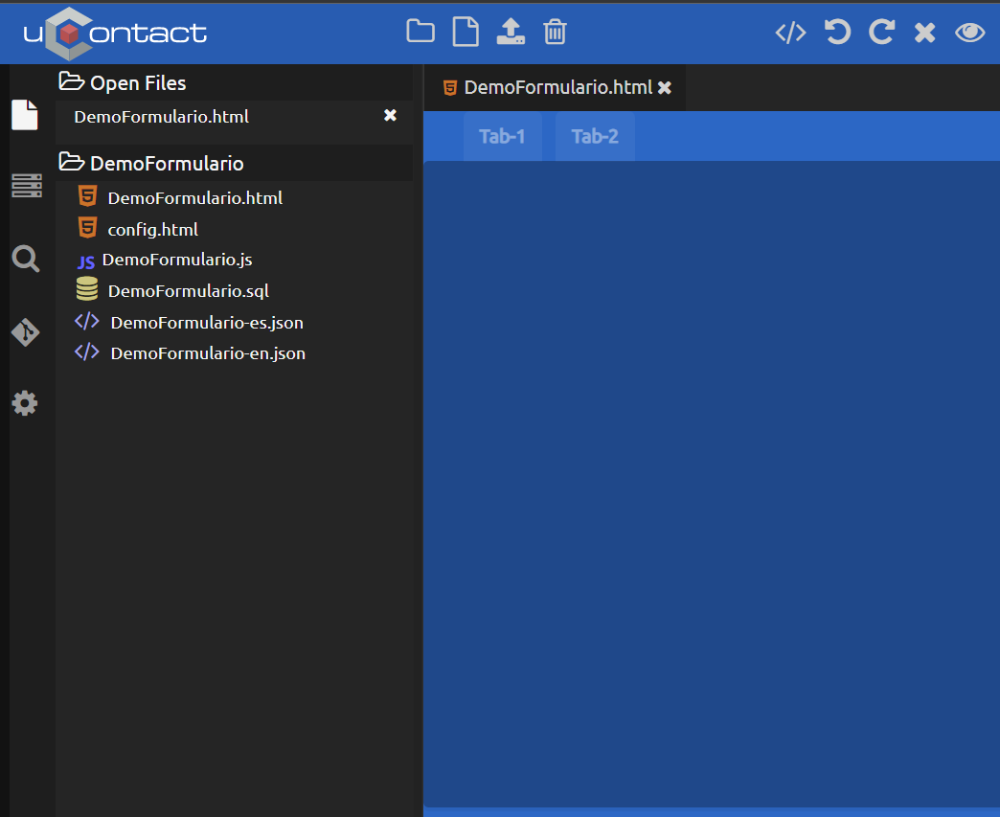 uContact
Open Files
DemoFormulario.html
DemoFormulario
DemoFormulario.html
config.html
JS DemoFormulario.js
DemoFormulario.sql
</> DemoFormulario-es.json
</> DemoFormulario-en.json
</>
5 DemoFormulario.html
Tab-1 Tab-2